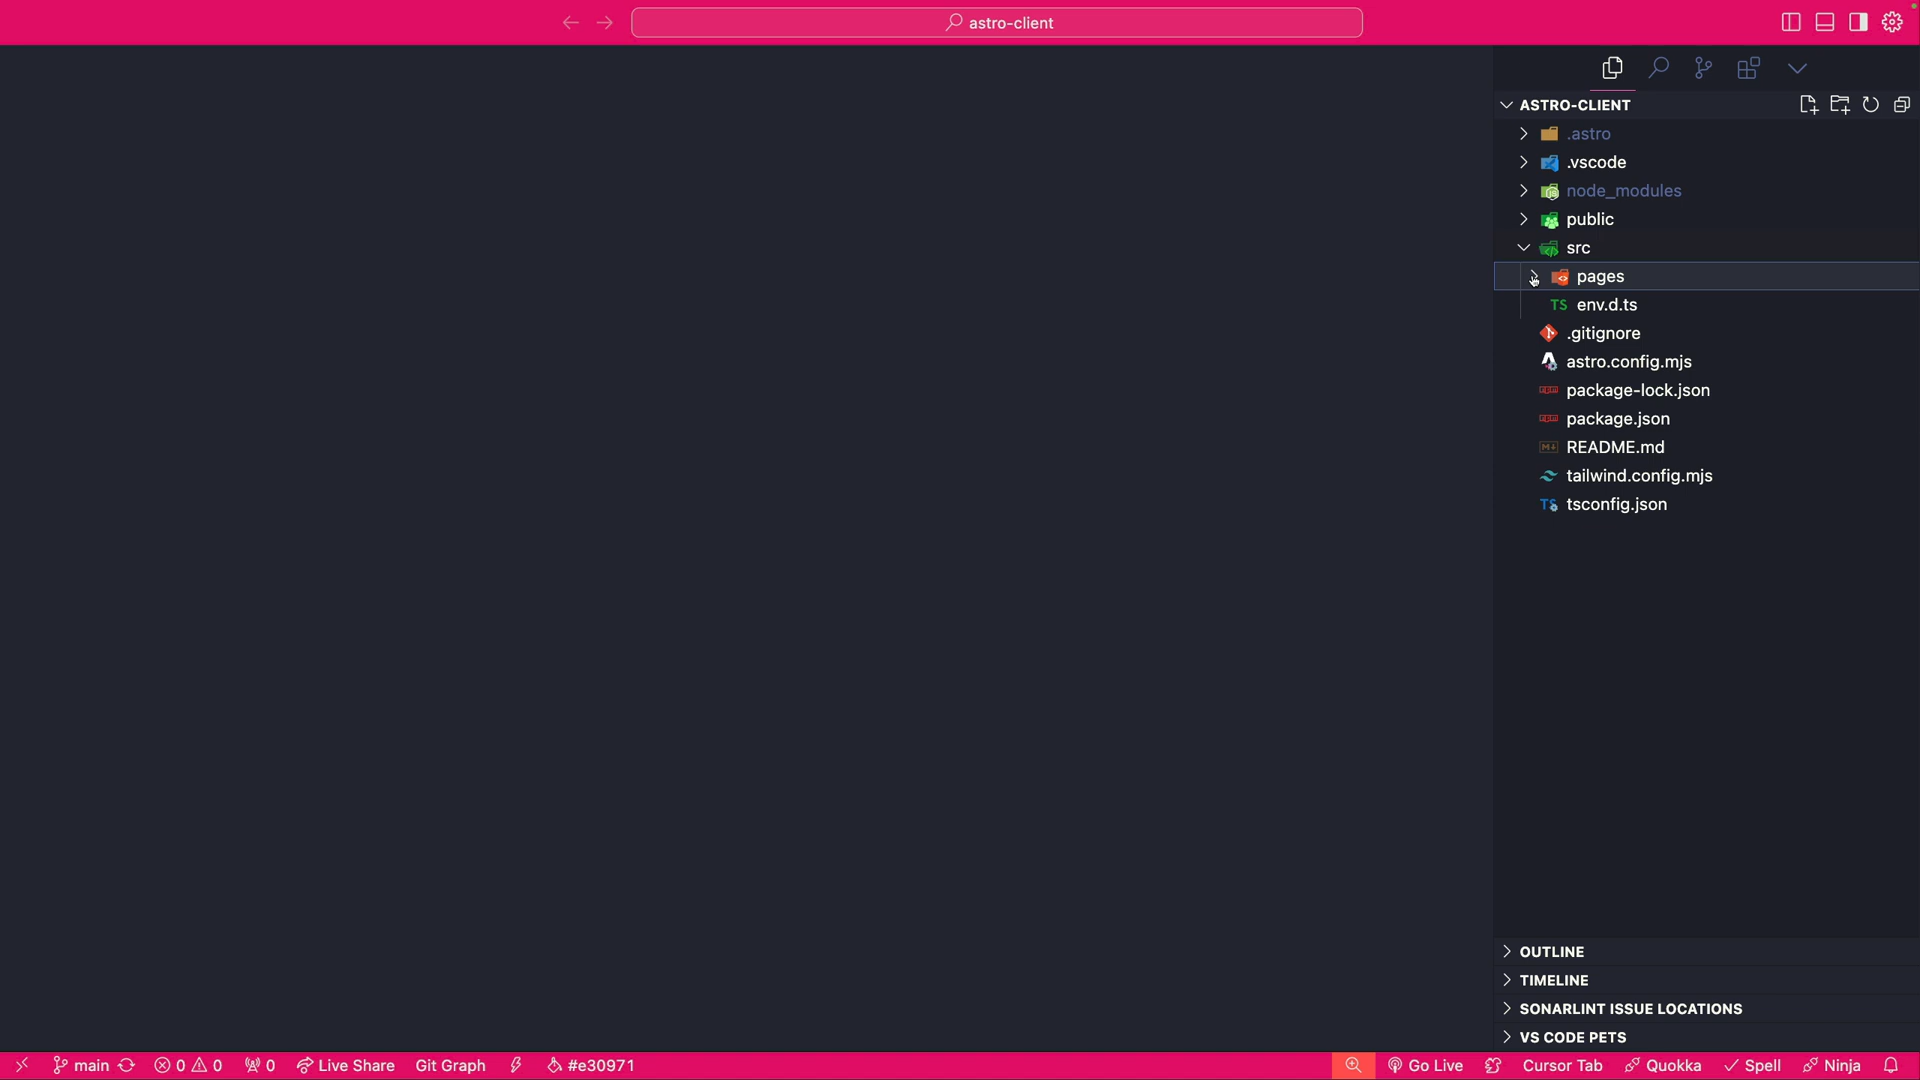 astro-client
ASTRO-CLIENT
.astro
.vscode
node_modules
public
src
pages
TS env.d.ts
.gitignore
astro.config.mjs
package-lock.json
package.json
README.md
tailwind.config.mjs
TS tsconfig.json
OUTLINE
TIMELINE
SONARLINT ISSUE LOCATIONS
VS CODE PETS
main 0 0 0 Live Share Git Graph #e30971 Go Live Cursor Tab Quokka Spell Ninja